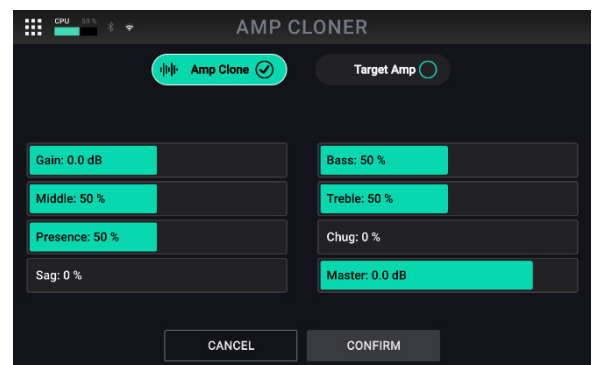 CPU 59 %
AMP CLONER
Amp Clone
Target Amp
Gain: 0.0 dB
Bass: 50 %
Middle: 50 %
Treble: 50 %
Presence: 50 %
Chug: 0 %
Sag: 0 %
Master: 0.0 dB
CANCEL
CONFIRM